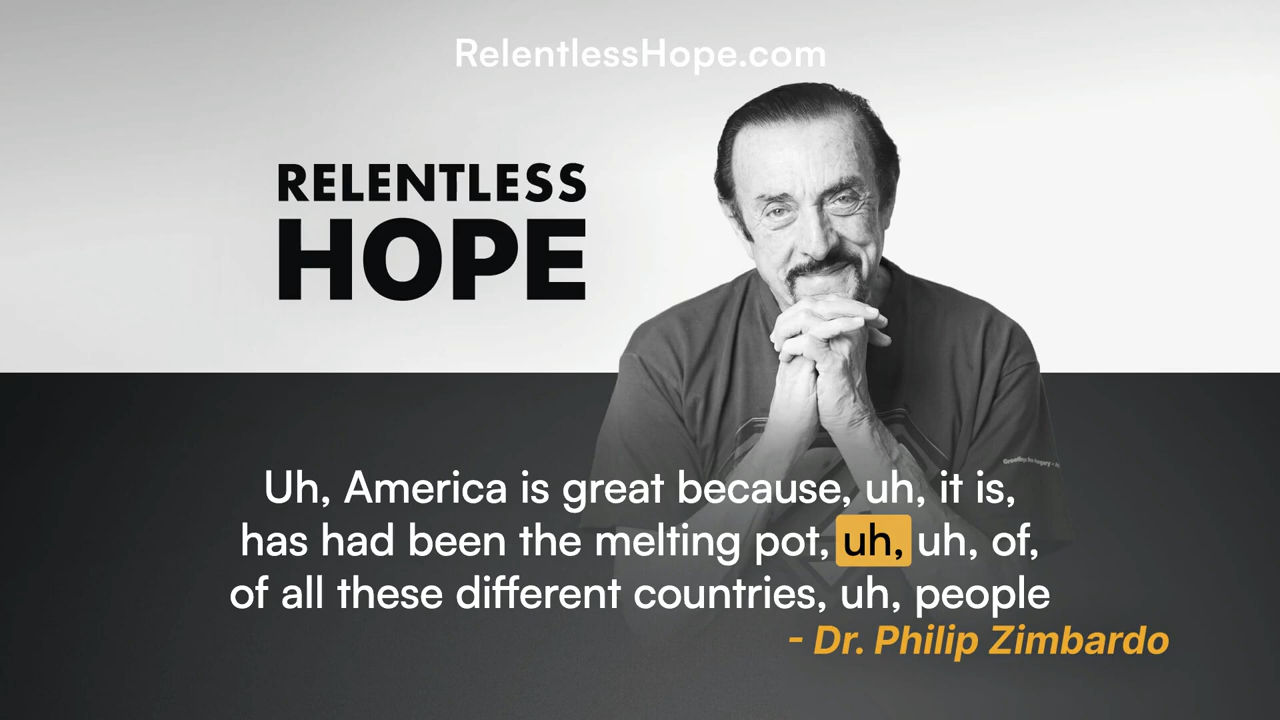 RelentlessHope.com
RELENTLESS
HOPE
Uh, America is great because, uh, it is,
has had been the melting pot, uh, uh, of,
of all these different countries, uh, people
- Dr. Philip Zimbardo